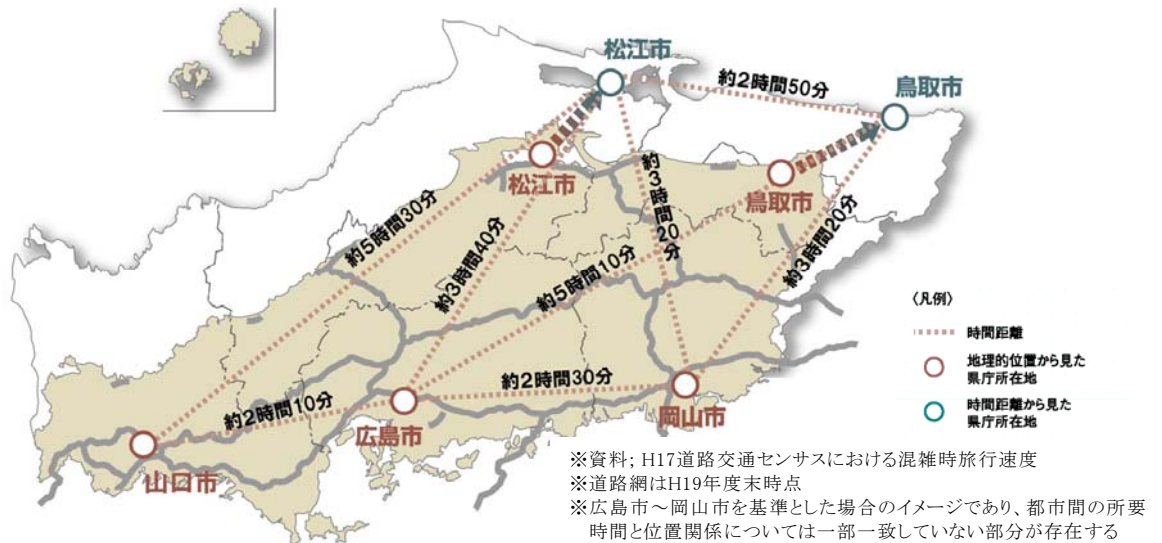 松江市
約2時間50分
鳥取市
松江市
鳥取市
約3時間20分
約5時間30分
約3時間40分
約5時間10分
約3時間20分
〈凡例〉
時間距離
地理的位置から見た
県庁所在地
時間距離から見た
県庁所在地
約2時間30分
約2時間10分
広島市
岡山市
山口市
※資料；H17道路交通センサスにおける混雑時旅行速度
※道路網はH19年度末時点
※広島市～岡山市を基準とした場合のイメージであり、都市間の所要
時間と位置関係については一部一致していない部分が存在する